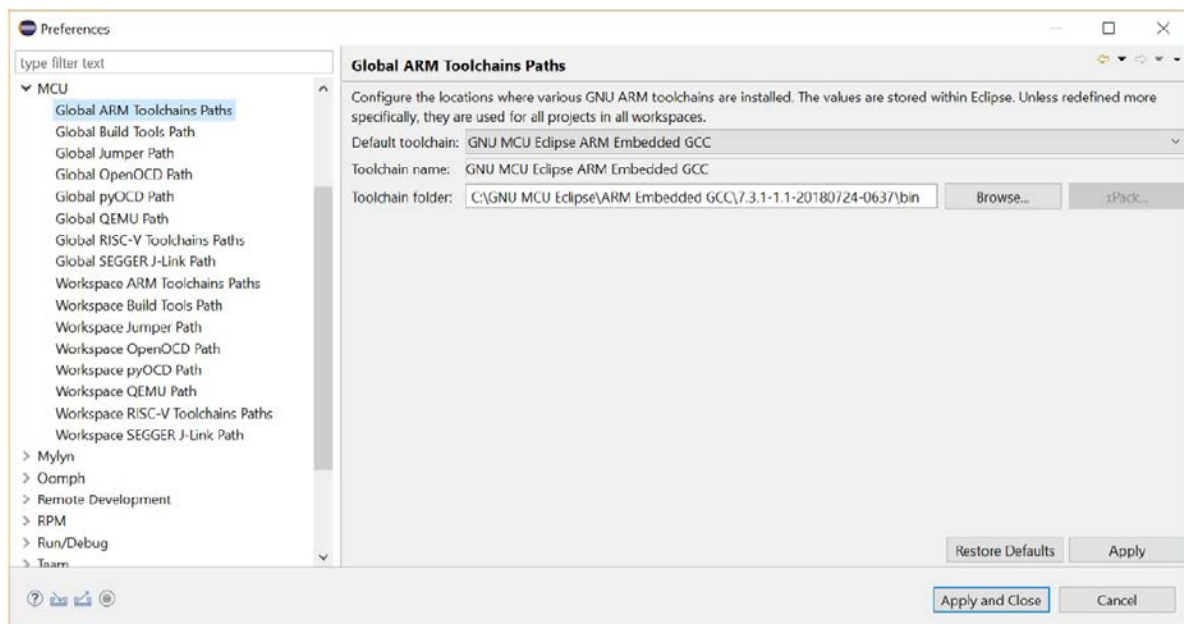 Preferences
type filter text
MCU
Global ARM Toolchains Paths
Global Build Tools Path
Global Jumper Path
Global OpenOCD Path
Global pyOCD Path
Global QEMU Path
Global RISC-V Toolchains Paths
Global SEGGER J-Link Path
Workspace ARM Toolchains Paths
Workspace Build Tools Path
Workspace Jumper Path
Workspace OpenOCD Path
Workspace pyOCD Path
Workspace QEMU Path
Workspace RISC-V Toolchains Paths
Workspace SEGGER J-Link Path
Mylyn
Oomph
Remote Development
RPM
Run/Debug
Team
Global ARM Toolchains Paths
Configure the locations where various GNU ARM toolchains are installed. The values are stored within Eclipse. Unless redefined more
specifically, they are used for all projects in all workspaces.
Default toolchain: GNU MCU Eclipse ARM Embedded GCC
Toolchain name: GNU MCU Eclipse ARM Embedded GCC
Toolchain folder: C:\GNU MCU Eclipse\ARM Embedded GCC\7.3.1-1.1-20180724-0637\bin Browse... xPack...
Restore Defaults Apply
Apply and Close Cancel